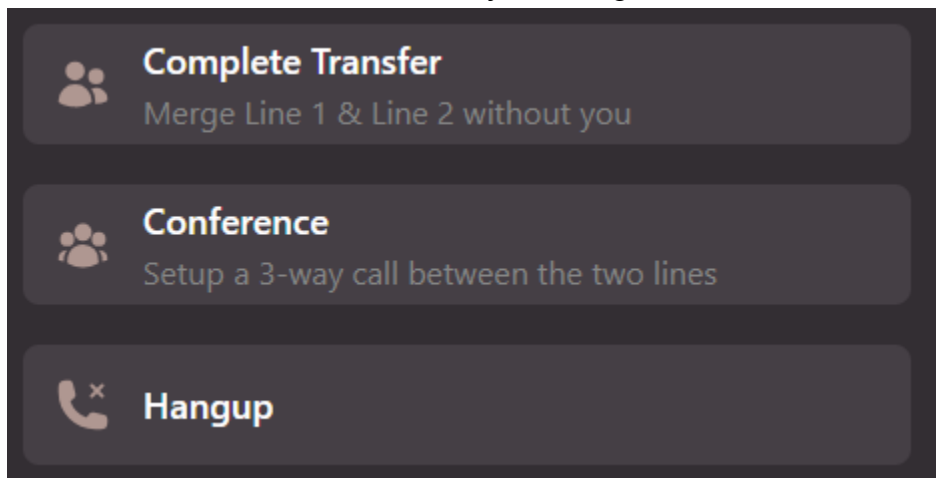 Complete Transfer
Merge Line 1 & Line 2 without you
Conference
Setup a 3-way call between the two lines
Hangup